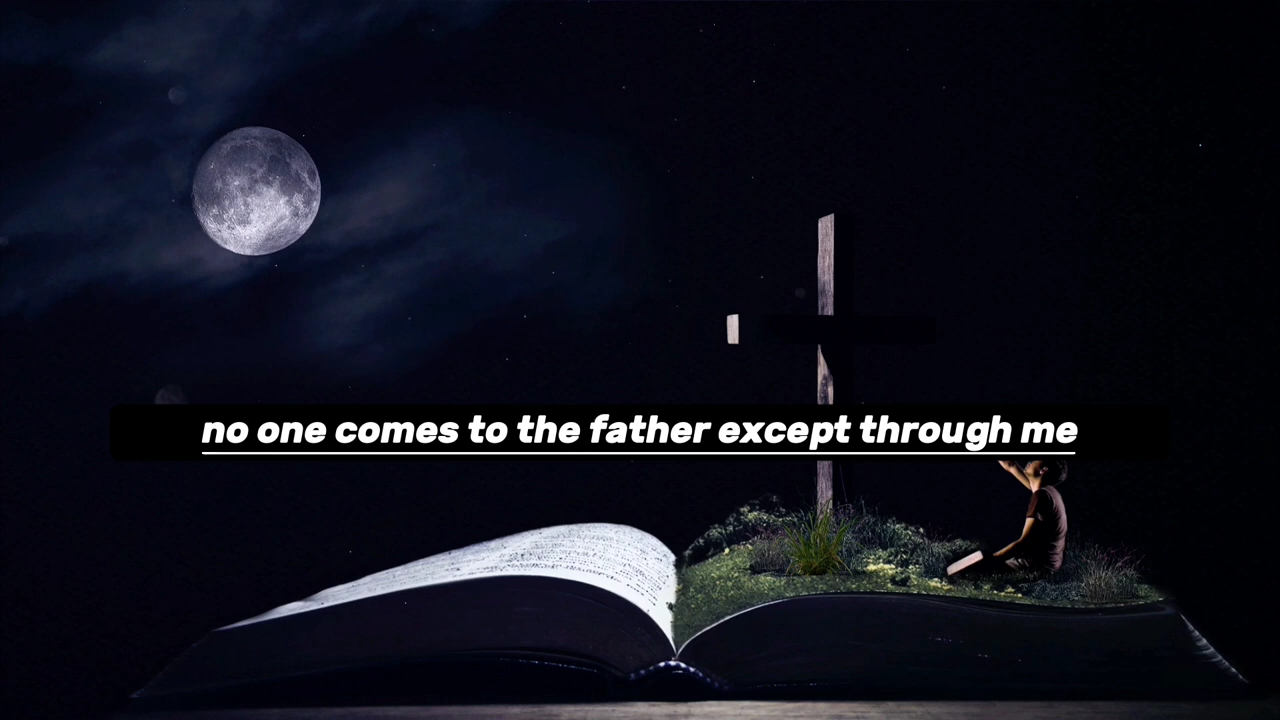 no one comes to the father except through me